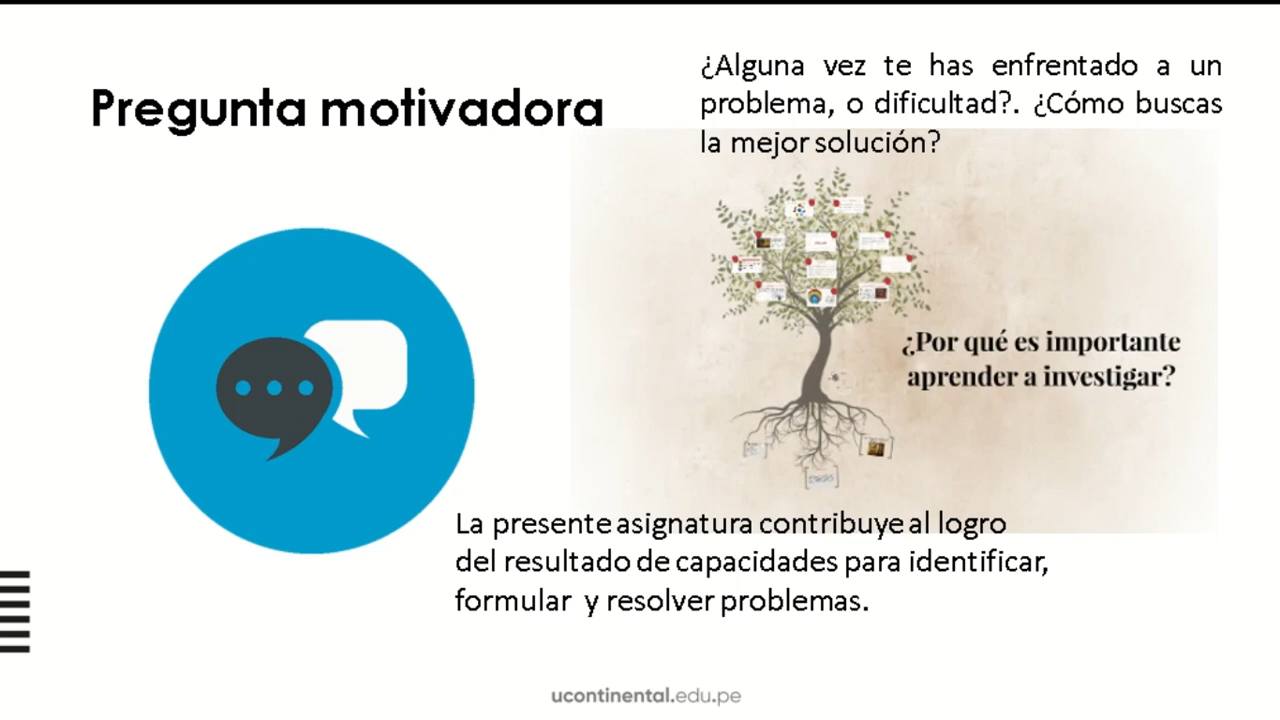 Pregunta motivadora
¿Alguna vez te has enfrentado a un
problema, o dificultad?. ¿Cómo buscas
la mejor solución?
¿Por qué es importante
aprender a investigar?
La presente asignatura contribuye al logro
del resultado de capacidades para identificar,
formular y resolver problemas.
ucontinental.edu.pe